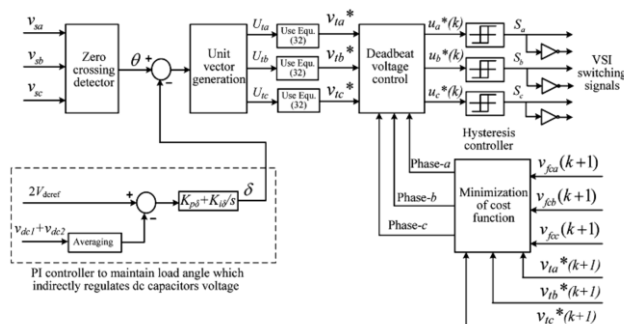 v_sa
v_sb
v_sc
Zero crossing detector
θ
+
−
Unit vector generation
U_ta
U_tb
U_tc
Use Equ. (32)
Use Equ. (32)
Use Equ. (32)
v_ta*
v_tb*
v_tc*
Deadbeat voltage control
u_a*(k)
u_b*(k)
u_c*(k)
S_a
S_b
S_c
VSI switching signals
Hysteresis controller
2V_dcref
+
−
K_pδ+K_iδ/s
δ
v_dc1+v_dc2
Averaging
PI controller to maintain load angle which
indirectly regulates dc capacitors voltage
Phase-a
Phase-b
Phase-c
Minimization of cost function
v_fca(k+1)
v_fcb(k+1)
v_fcc(k+1)
v_ta*(k+1)
v_tb*(k+1)
v_tc*(k+1)